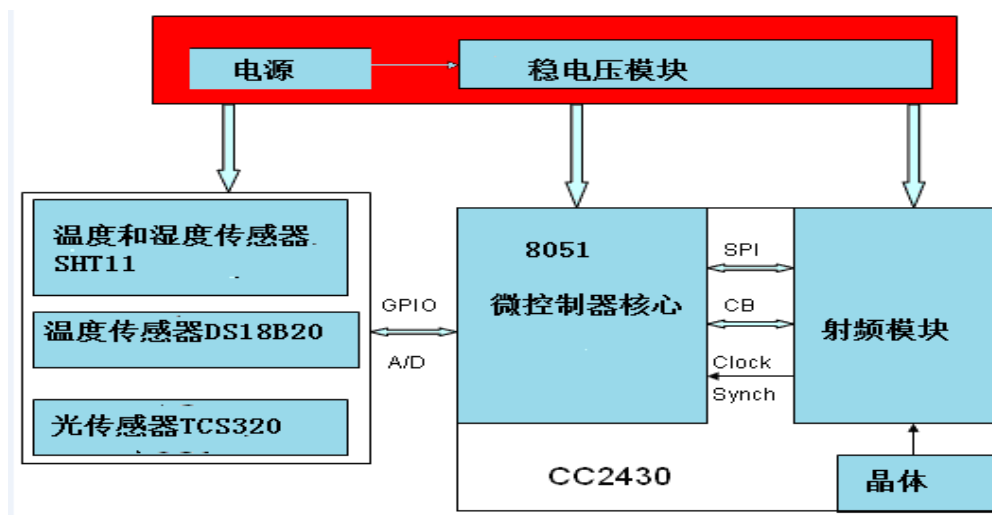 电源
稳电压模块
温度和湿度传感器.
SHT11
温度传感器DS18B20
光传感器TCS320
GPIO
A/D
8051
微控制器核心
SPI
CB
Clock
Synch
射频模块
CC2430
晶体